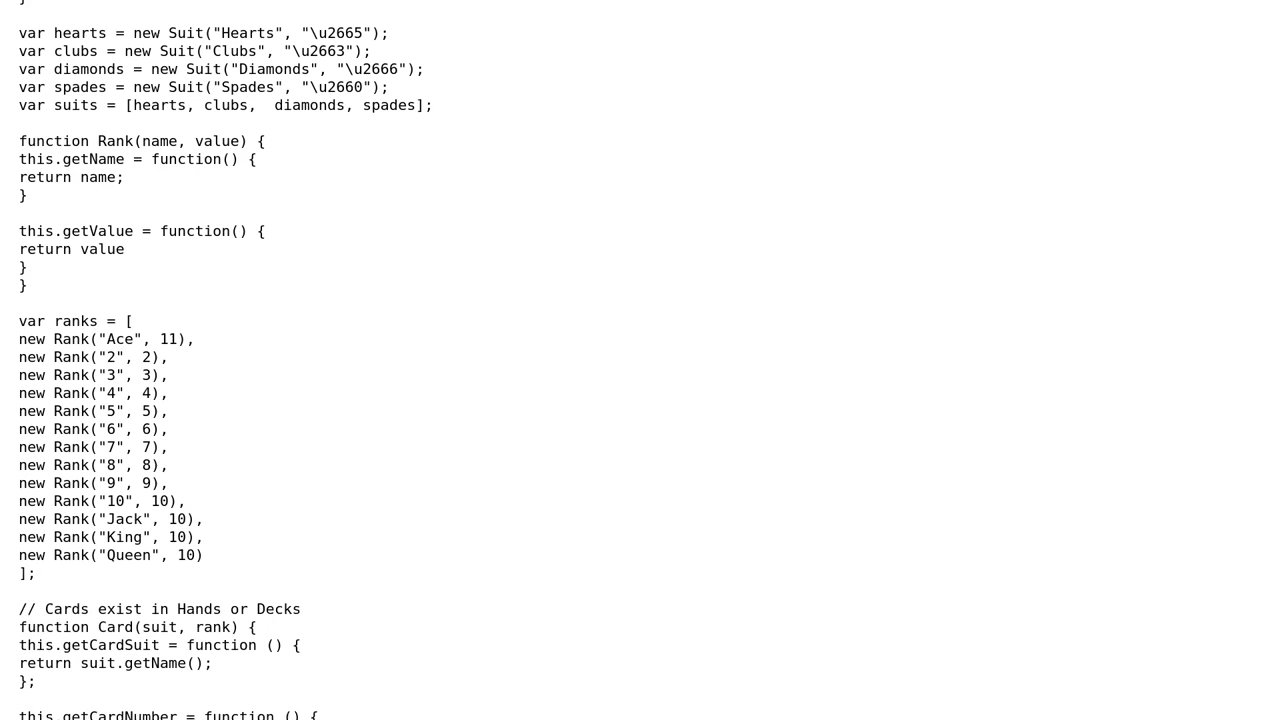 }
var hearts = new Suit("Hearts", "\u2665");
var clubs = new Suit("Clubs", "\u2663");
var diamonds = new Suit("Diamonds", "\u2666");
var spades = new Suit("Spades", "\u2660");
var suits = [hearts, clubs,  diamonds, spades];

function Rank(name, value) {
this.getName = function() {
return name;
}

this.getValue = function() {
return value
}
}

var ranks = [
new Rank("Ace", 11),
new Rank("2", 2),
new Rank("3", 3),
new Rank("4", 4),
new Rank("5", 5),
new Rank("6", 6),
new Rank("7", 7),
new Rank("8", 8),
new Rank("9", 9),
new Rank("10", 10),
new Rank("Jack", 10),
new Rank("King", 10),
new Rank("Queen", 10)
];

// Cards exist in Hands or Decks
function Card(suit, rank) {
this.getCardSuit = function () {
return suit.getName();
};

this.getCardNumber = function () {